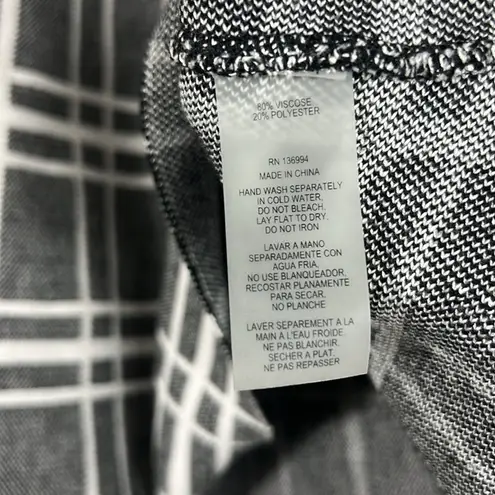 80% VISCOSE
20% POLYESTER
RN 136994
MADE IN CHINA
HAND WASH SEPARATELY
IN COLD WATER,
DO NOT BLEACH,
LAY FLAT TO DRY.
DO NOT IRON
LAVAR A MANO
SEPARADAMENTE CON
AGUA FRIA,
NO USE BLANQUEADOR,
RECOSTAR PLANAMENTE
PARA SECAR,
NO PLANCHE
LAVER SEPAREMENT A LA
MAIN A L'EAU FROIDE.
NE PAS BLANCHIR.
SECHER A PLAT.
NE PAS REPASSER